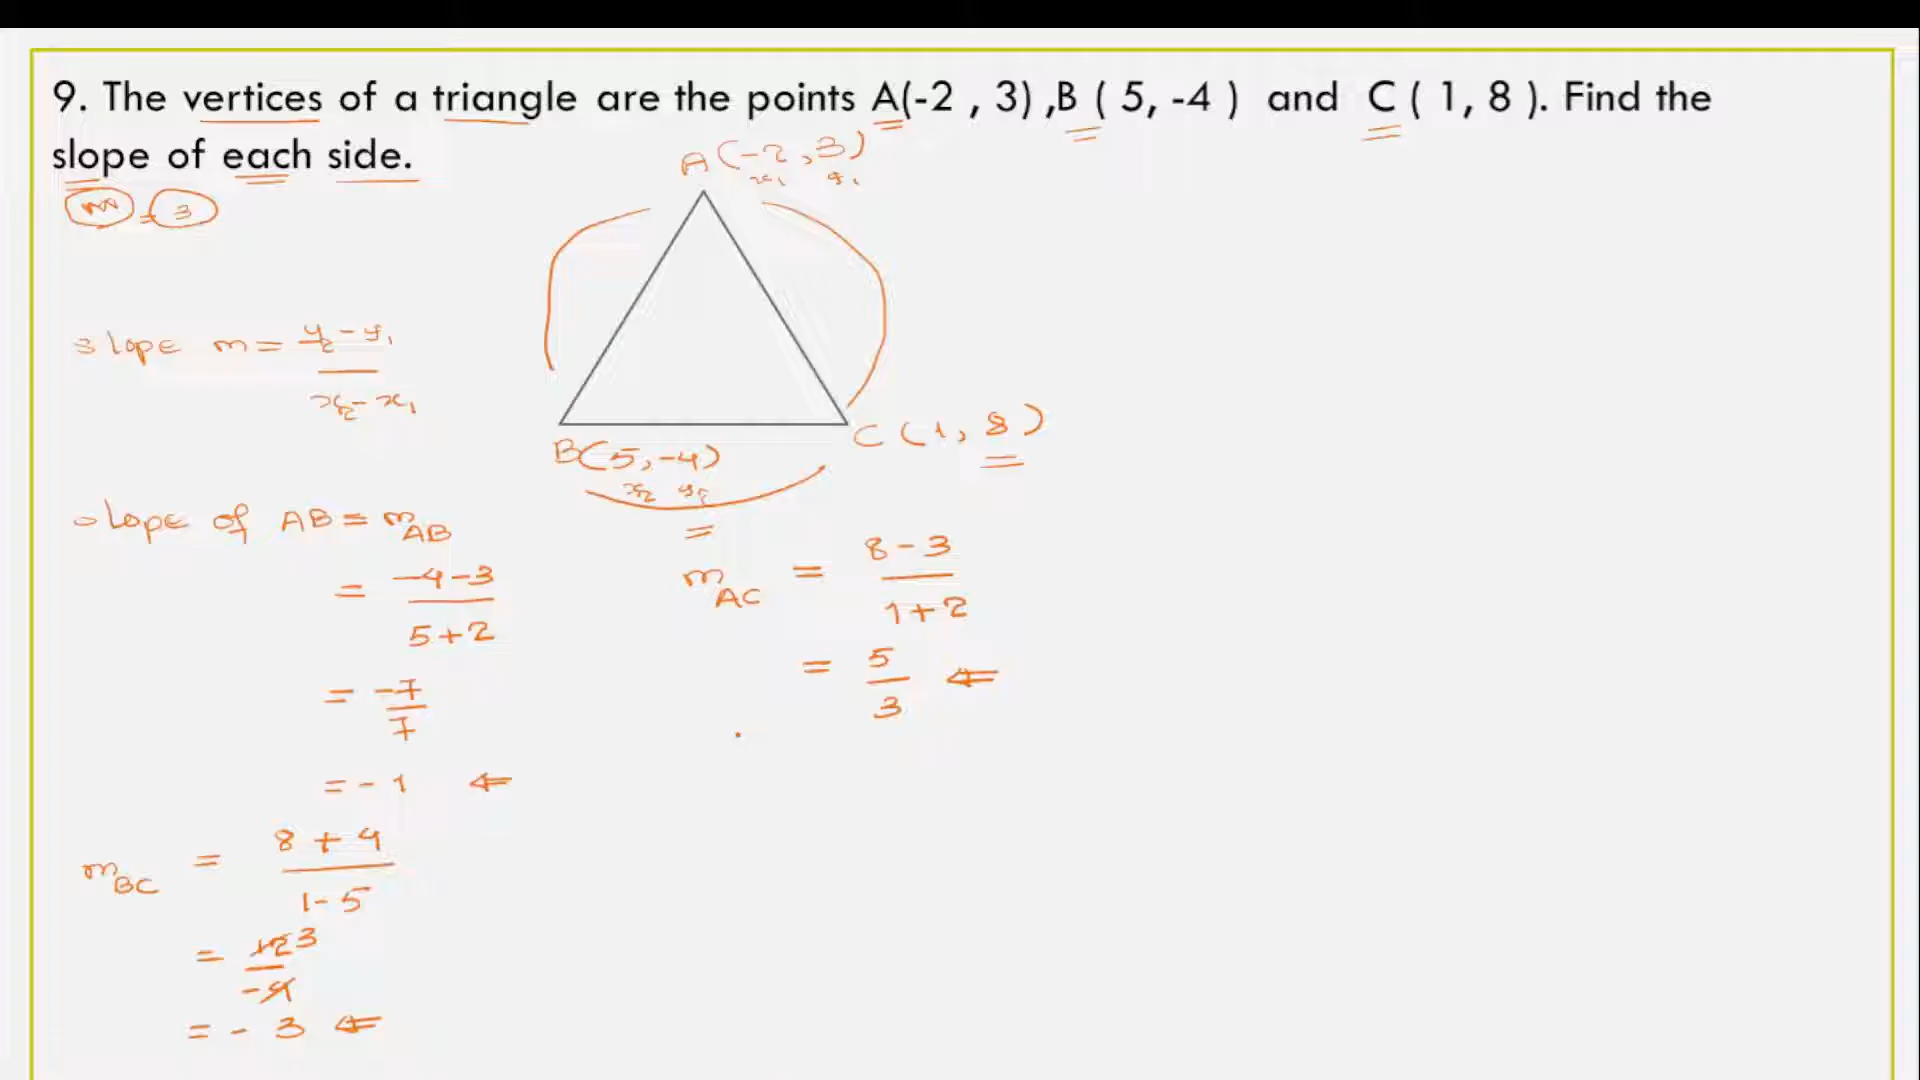 9. The vertices of a triangle are the points A(-2 , 3) ,B ( 5, -4 ) and C ( 1, 8 ). Find the
slope of each side.
m = 3
A (-2 , 3)
x₁ y₁
slope m = y₂ - y₁
x₂ - x₁
B(5, -4)
x₂ y₂
C (1, 8)
slope of AB = m_AB
= -4-3
5+2
= -7
7
= -1 ⇐
m_BC = 8 + 4
1-5
= 12 3
-4
= - 3 ⇐
=
m_AC = 8 - 3
1+2
= 5 ⇐
3